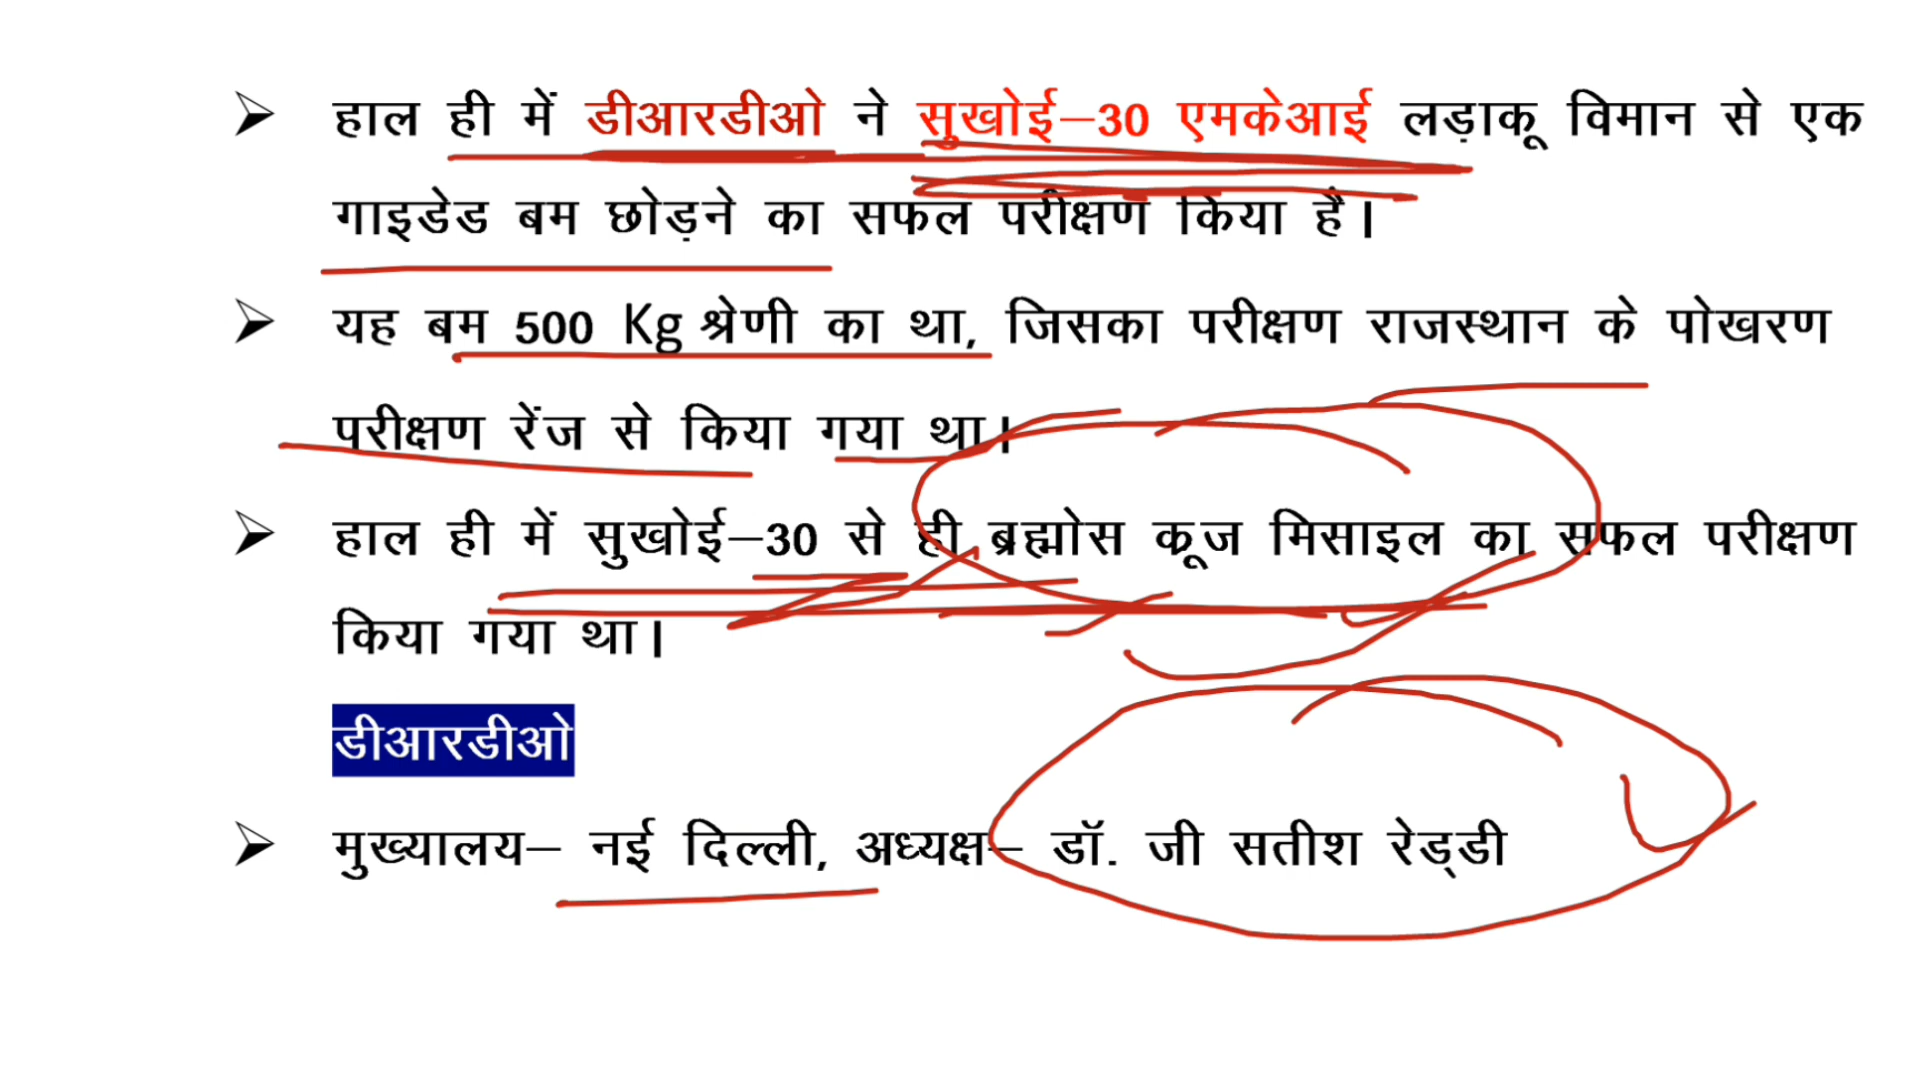 हाल ही में डीआरडीओ ने सुखोई–30 एमकेआई लड़ाकू विमान से एक
गाइडेड बम छोड़ने का सफल परीक्षण किया है।
यह बम 500 Kg श्रेणी का था, जिसका परीक्षण राजस्थान के पोखरण
परीक्षण रेंज से किया गया था।
हाल ही में सुखोई–30 से ही ब्रह्मोस क्रूज मिसाइल का सफल परीक्षण
किया गया था।
डीआरडीओ
मुख्यालय– नई दिल्ली, अध्यक्ष– डॉ. जी सतीश रेड्डी